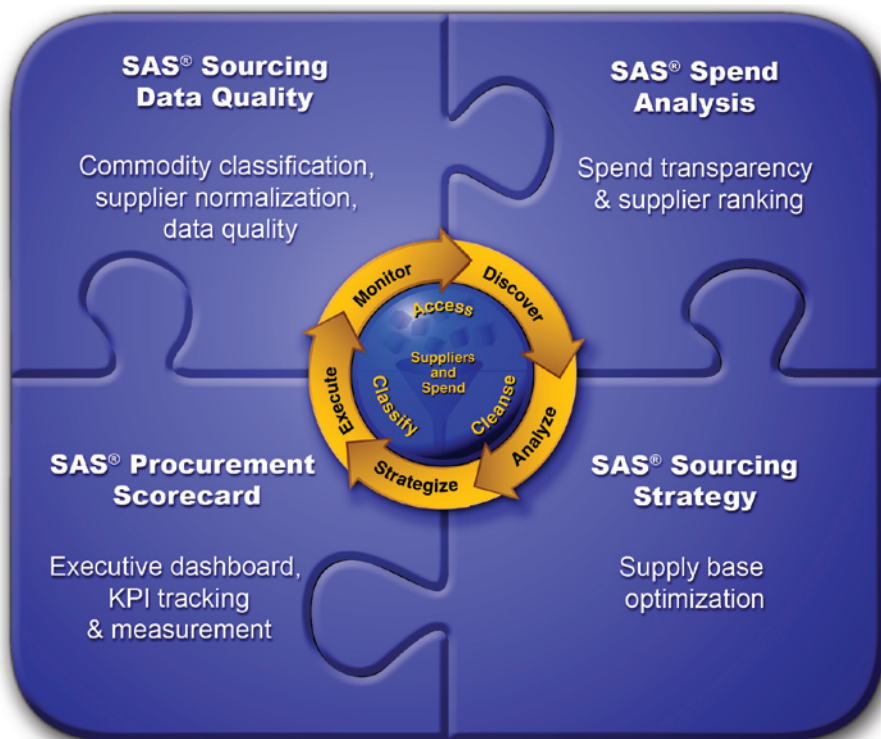 SAS® Sourcing
Data Quality
Commodity classification,
supplier normalization,
data quality
SAS® Spend
Analysis
Spend transparency
& supplier ranking
Monitor
Discover
Analyze
Strategize
Execute
Access
Suppliers
and
Spend
Cleanse
Classify
SAS® Procurement
Scorecard
Executive dashboard,
KPI tracking
& measurement
SAS® Sourcing
Strategy
Supply base
optimization